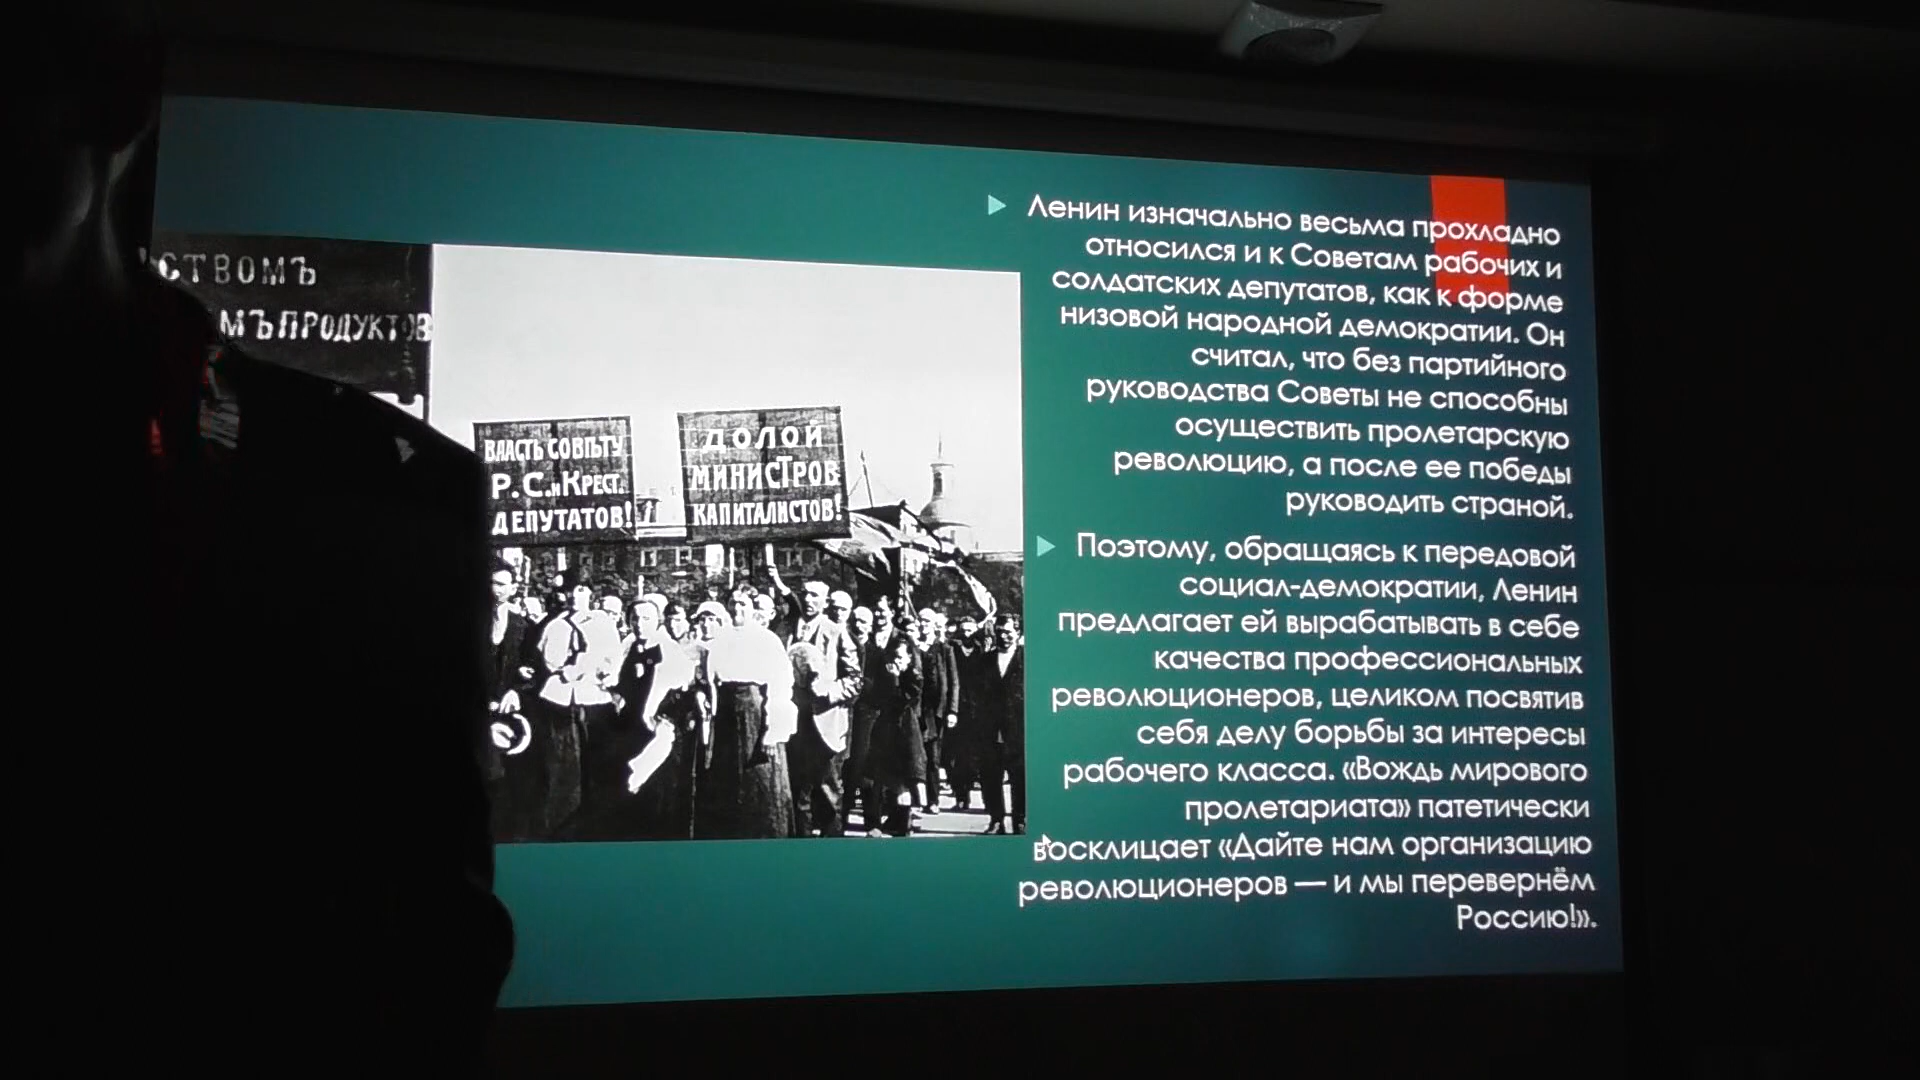 СТВОМЪ
МЪ ПРОДУКТОВ
ВЛАСТЬ СОВѢТУ
Р.С. и КРЕСТ.
ДЕПУТАТОВ!
ДОЛОЙ
МИНИСТРОВ
КАПИТАЛИСТОВ!
Ленин изначально весьма прохладно
относился и к Советам рабочих и
солдатских депутатов, как к форме
низовой народной демократии. Он
считал, что без партийного
руководства Советы не способны
осуществить пролетарскую
революцию, а после ее победы
руководить страной.
Поэтому, обращаясь к передовой
социал-демократии, Ленин
предлагает ей вырабатывать в себе
качества профессиональных
революционеров, целиком посвятив
себя делу борьбы за интересы
рабочего класса. «Вождь мирового
пролетариата» патетически
восклицает «Дайте нам организацию
революционеров — и мы перевернём
Россию!».